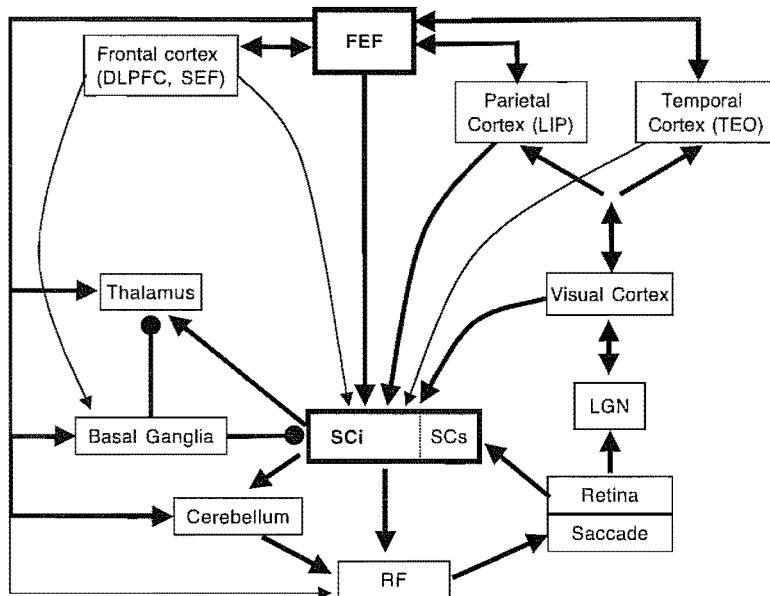 FEF
Frontal cortex
(DLPFC, SEF)
Parietal
Cortex (LIP)
Temporal
Cortex (TEO)
Thalamus
Visual Cortex
LGN
Basal Ganglia
SCi
SCs
Retina
Saccade
Cerebellum
RF